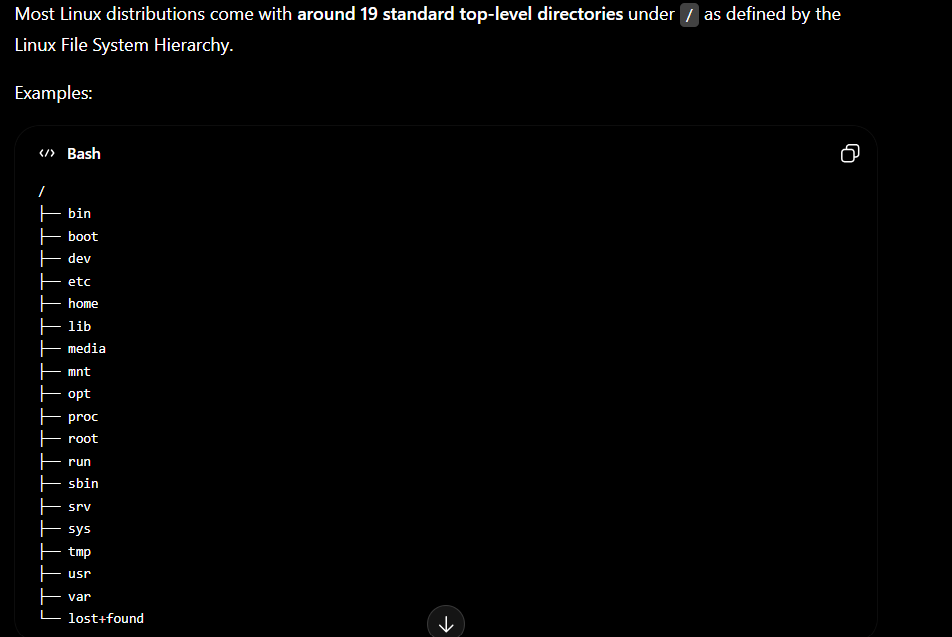 Most Linux distributions come with around 19 standard top-level directories under / as defined by the
Linux File System Hierarchy.
Examples:
</> Bash
/
├── bin
├── boot
├── dev
├── etc
├── home
├── lib
├── media
├── mnt
├── opt
├── proc
├── root
├── run
├── sbin
├── srv
├── sys
├── tmp
├── usr
├── var
└── lost+found